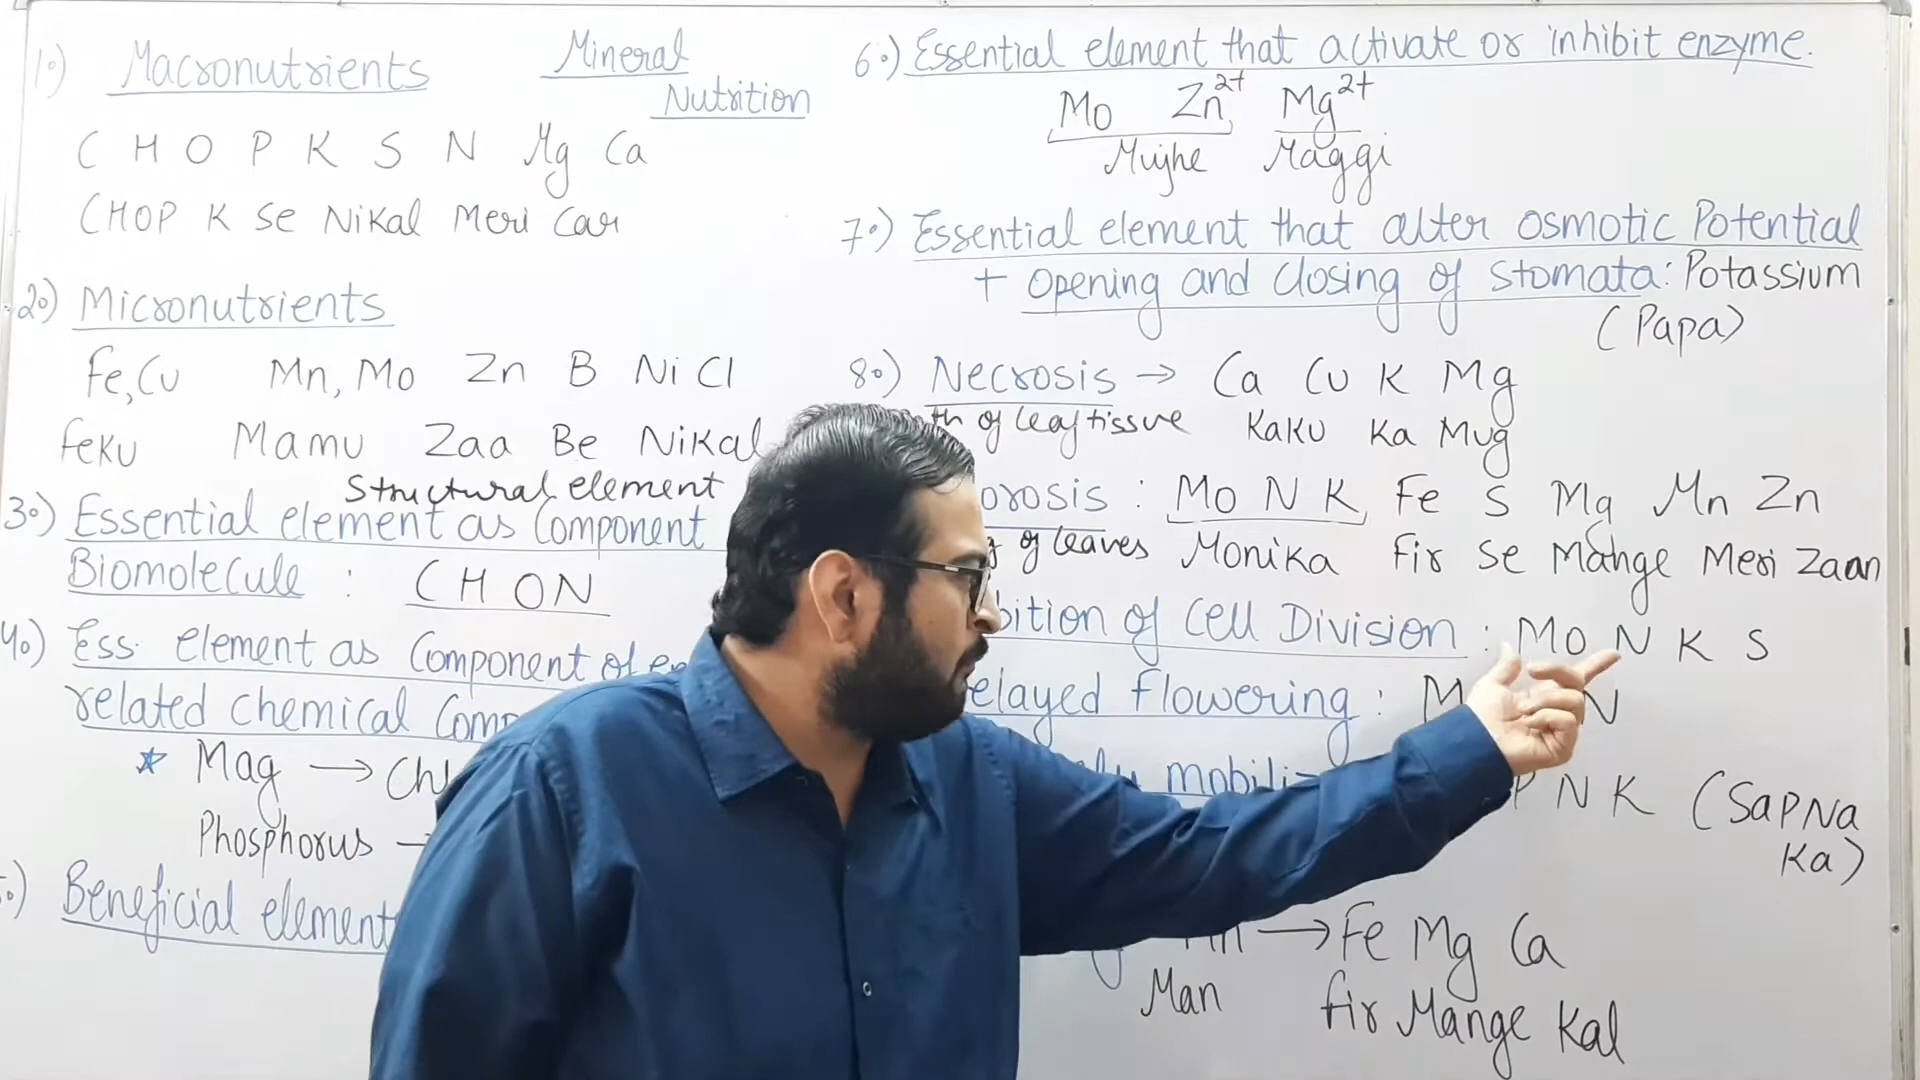 1.) Macronutrients
Mineral
Nutrition
C H O P K S N Mg Ca
CHOP K Se Nikal Meri Car
2.) Micronutrients
Fe, Cu Mn, Mo Zn B Ni Cl
Feku Mamu Zaa Be Nikal
Structural element
3.) Essential element as Component
Biomolecule : C H O N
4.) Ess. element as Component of
related chemical
Mag →
Phosphorus →
Beneficial element
6.) Essential element that activate or inhibit enzyme.
Mo Zn2+ Mg2+
Mujhe Maggi
7.) Essential element that alter osmotic Potential
+ Opening and Closing of stomata: Potassium
(Papa)
8.) Necrosis → Ca Cu K Mg
of leaf tissue Kaku Ka Mug
: Mo N K Fe S Mg Mn Zn
of leaves Monika Fir Se Mange Meri Zaan
of Cell Division : Mo N K S
Flowering : N
P N K (SaPNa
Ka)
Mn → Fe Mg Ca
Man Fir Mange Kal